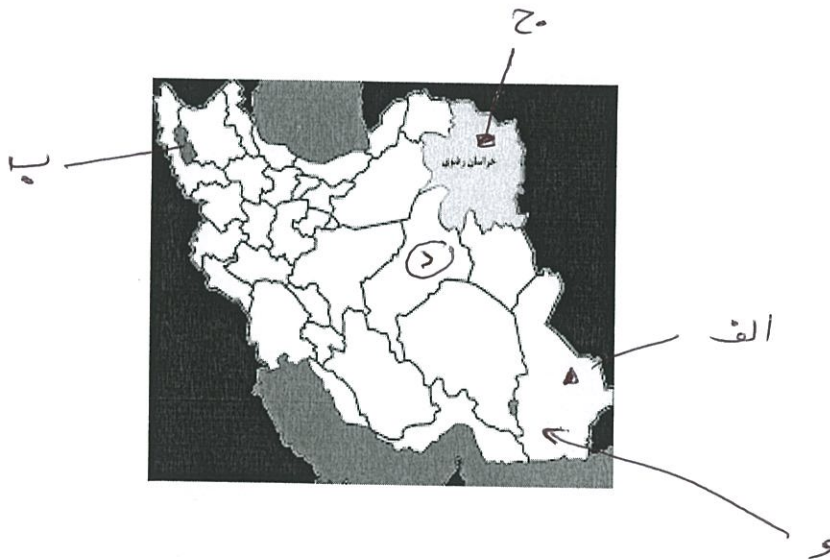 ج
ب
خراسان رضوی
د
الف
و